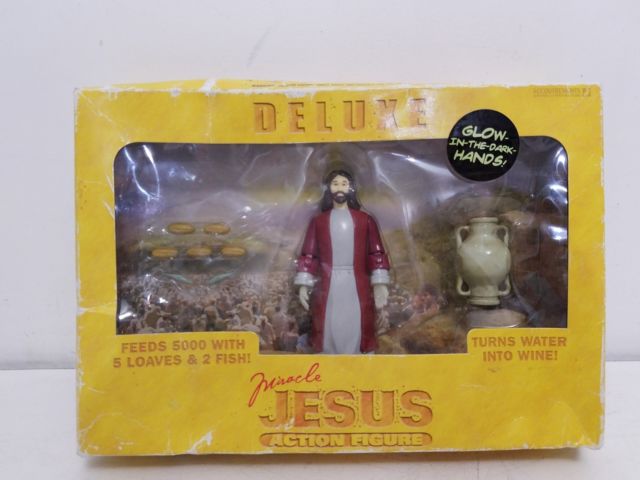 DELUXE
GLOW-
IN-THE-DARK-
HANDS!
FEEDS 5000 WITH
5 LOAVES & 2 FISH!
TURNS WATER
INTO WINE!
Miracle
JESUS
ACTION FIGURE